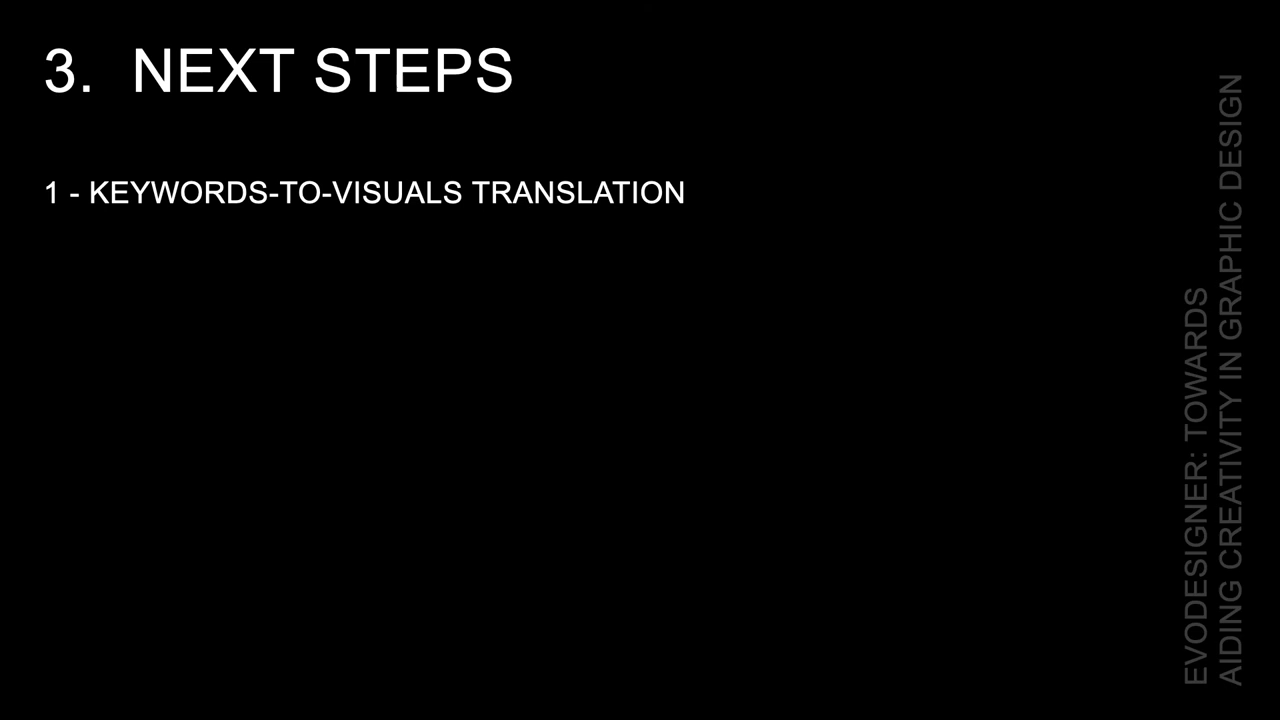 3. NEXT STEPS
1 - KEYWORDS-TO-VISUALS TRANSLATION
EVODESIGNER: TOWARDS
AIDING CREATIVITY IN GRAPHIC DESIGN